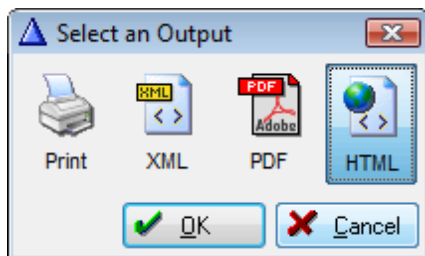 Select an Output
XML
PDF
Adobe
Print XML PDF HTML
OK Cancel